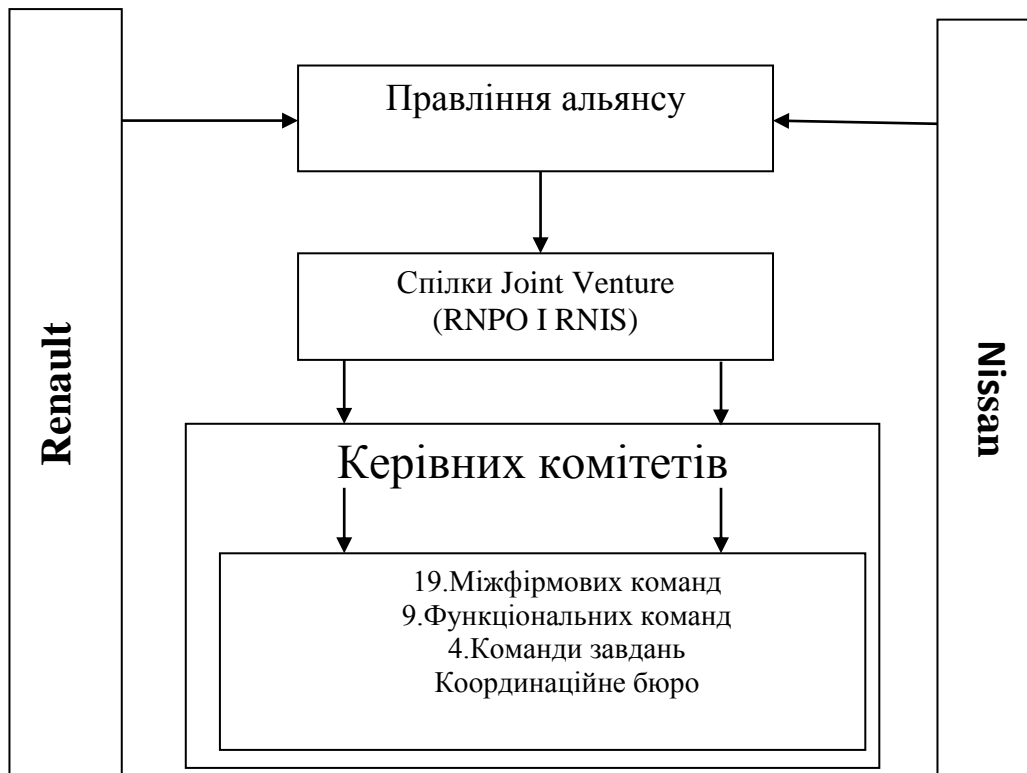 Renault
Правління альянсу
Спілки Joint Venture
(RNPO І RNIS)
Керівних комітетів
19.Міжфірмових команд
9.Функціональних команд
4.Команди завдань
Координаційне бюро
Nissan